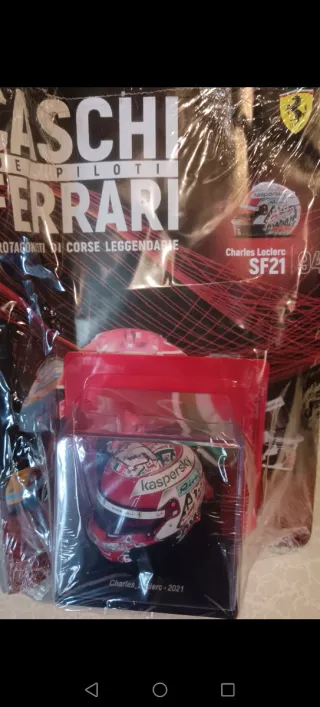 CASCHI
DEI PILOTI
FERRARI
PROTAGONISTI DI CORSE LEGGENDARIE
Charles Leclerc
SF21
94
kaspersky
Charles Leclerc - 2021